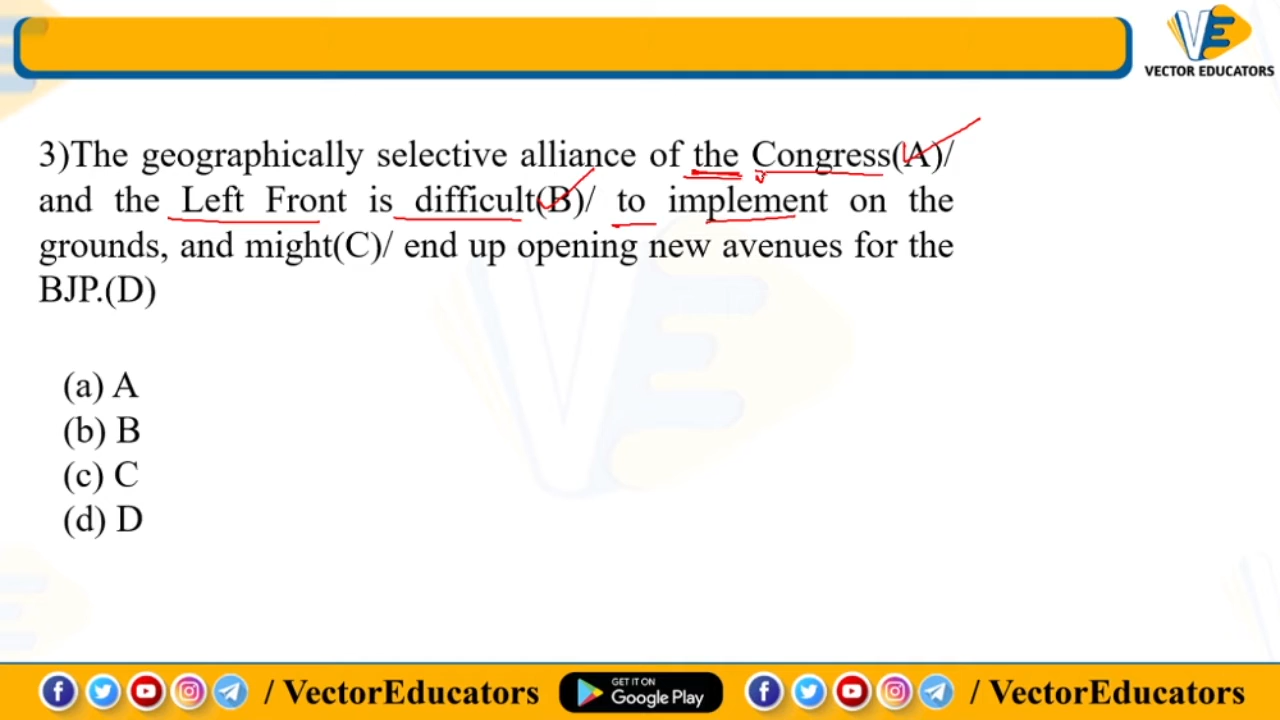 VE
VECTOR EDUCATORS
3)The geographically selective alliance of the Congress(A)/
and the Left Front is difficult(B)/ to implement on the
grounds, and might(C)/ end up opening new avenues for the
BJP.(D)
(a) A
(b) B
(c) C
(d) D
/ VectorEducators GET IT ON Google Play / VectorEducators